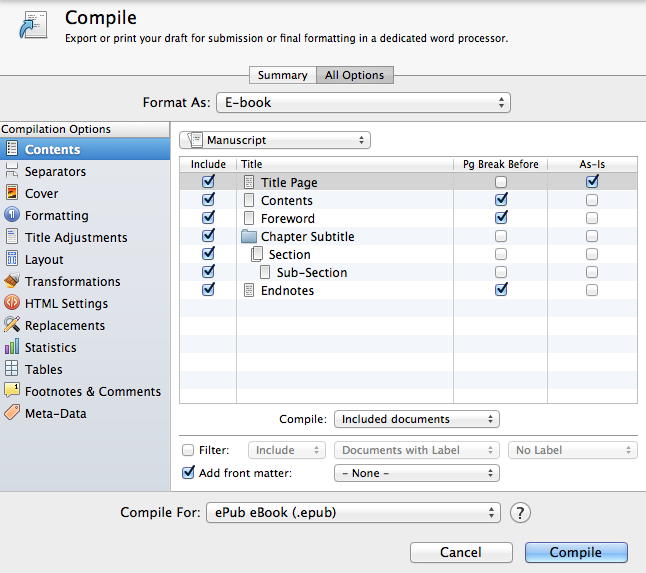 Compile
Export or print your draft for submission or final formatting in a dedicated word processor.
Summary All Options
Format As: E-book
Compilation Options
Contents
Separators
Cover
Formatting
Title Adjustments
Layout
Transformations
HTML Settings
Replacements
Statistics
Tables
Footnotes & Comments
Meta-Data
Manuscript
Include Title Pg Break Before As-Is
Title Page
Contents
Foreword
Chapter Subtitle
Section
Sub-Section
Endnotes
Compile: Included documents
Filter: Include Documents with Label No Label
Add front matter: - None -
Compile For: ePub eBook (.epub) ?
Cancel Compile